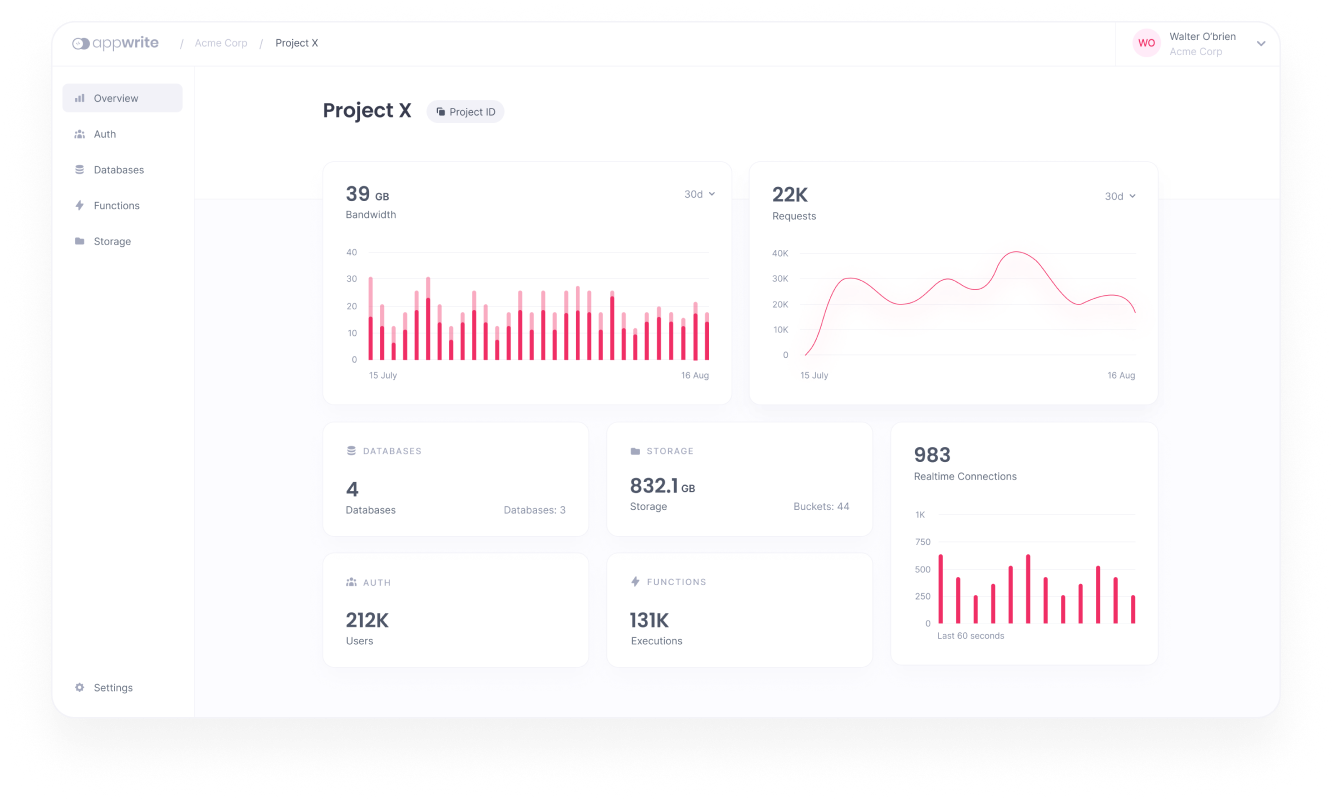 appwrite / Acme Corp / Project X
WO
Walter O'brien
Acme Corp
Overview
Auth
Databases
Functions
Storage
Settings
Project X
Project ID
39 GB
Bandwidth
30d
40
30
20
10
0
15 July
16 Aug
22K
Requests
30d
40K
30K
20K
10K
0
15 July
16 Aug
DATABASES
4
Databases
Databases: 3
STORAGE
832.1 GB
Storage
Buckets: 44
983
Realtime Connections
1K
750
500
250
0
Last 60 seconds
AUTH
212K
Users
FUNCTIONS
131K
Executions